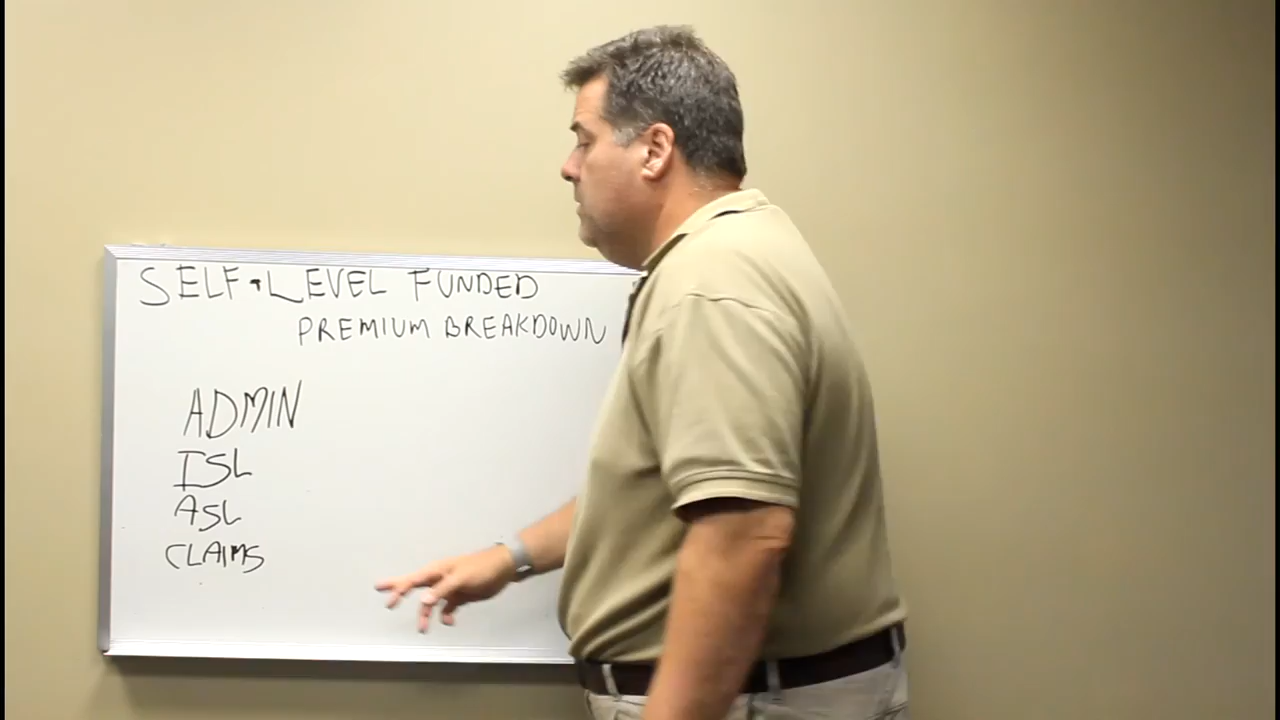 SELF-LEVEL FUNDED
PREMIUM BREAKDOWN
ADMIN
ISL
ASL
CLAIMS